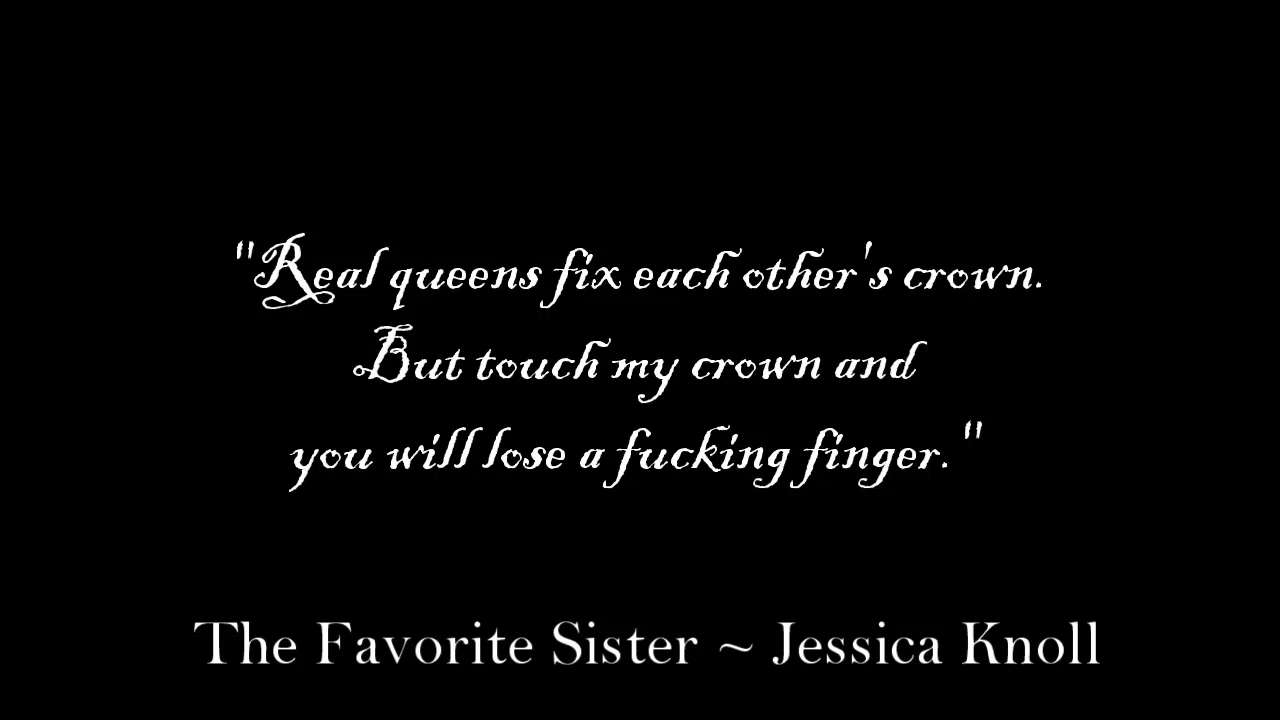 "Real queens fix each other's crown.
But touch my crown and
you will lose a fucking finger."
The Favorite Sister ~ Jessica Knoll